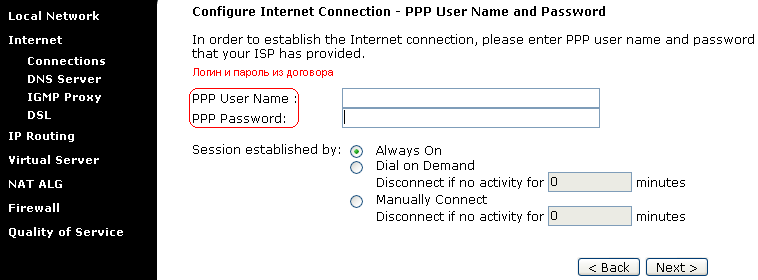 Local Network
Internet
Connections
DNS Server
IGMP Proxy
DSL
IP Routing
Virtual Server
NAT ALG
Firewall
Quality of Service
Configure Internet Connection - PPP User Name and Password
In order to establish the Internet connection, please enter PPP user name and password
that your ISP has provided.
Логин и пароль из договора
PPP User Name :
PPP Password:
Session established by: Always On
Dial on Demand
Disconnect if no activity for 0 minutes
Manually Connect
Disconnect if no activity for 0 minutes
< Back Next >